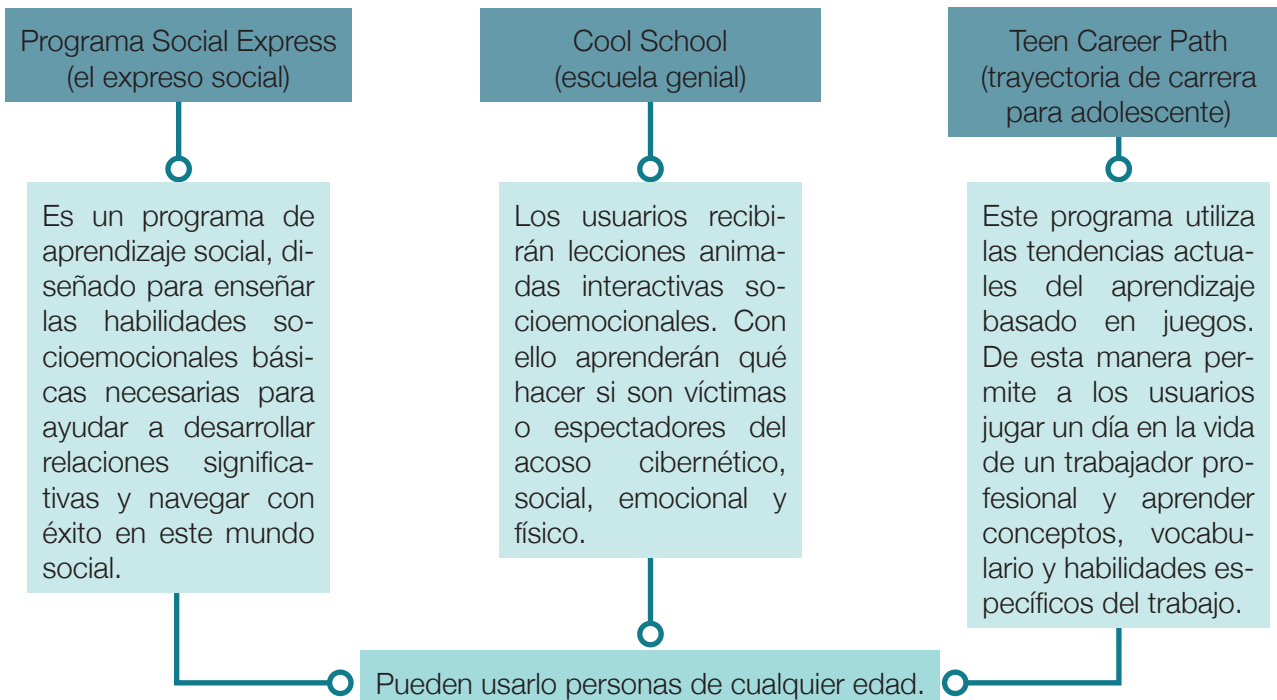 Programa Social Express
(el expreso social)
Es un programa de
aprendizaje social, di-
señado para enseñar
las habilidades so-
cioemocionales bási-
cas necesarias para
ayudar a desarrollar
relaciones significa-
tivas y navegar con
éxito en este mundo
social.
Cool School
(escuela genial)
Los usuarios recibi-
rán lecciones anima-
das interactivas so-
cioemocionales. Con
ello aprenderán qué
hacer si son víctimas
o espectadores del
acoso cibernético,
social, emocional y
físico.
Teen Career Path
(trayectoria de carrera
para adolescente)
Este programa utiliza
las tendencias actua-
les del aprendizaje
basado en juegos.
De esta manera per-
mite a los usuarios
jugar un día en la vida
de un trabajador pro-
fesional y aprender
conceptos, vocabu-
lario y habilidades es-
pecíficos del trabajo.
Pueden usarlo personas de cualquier edad.